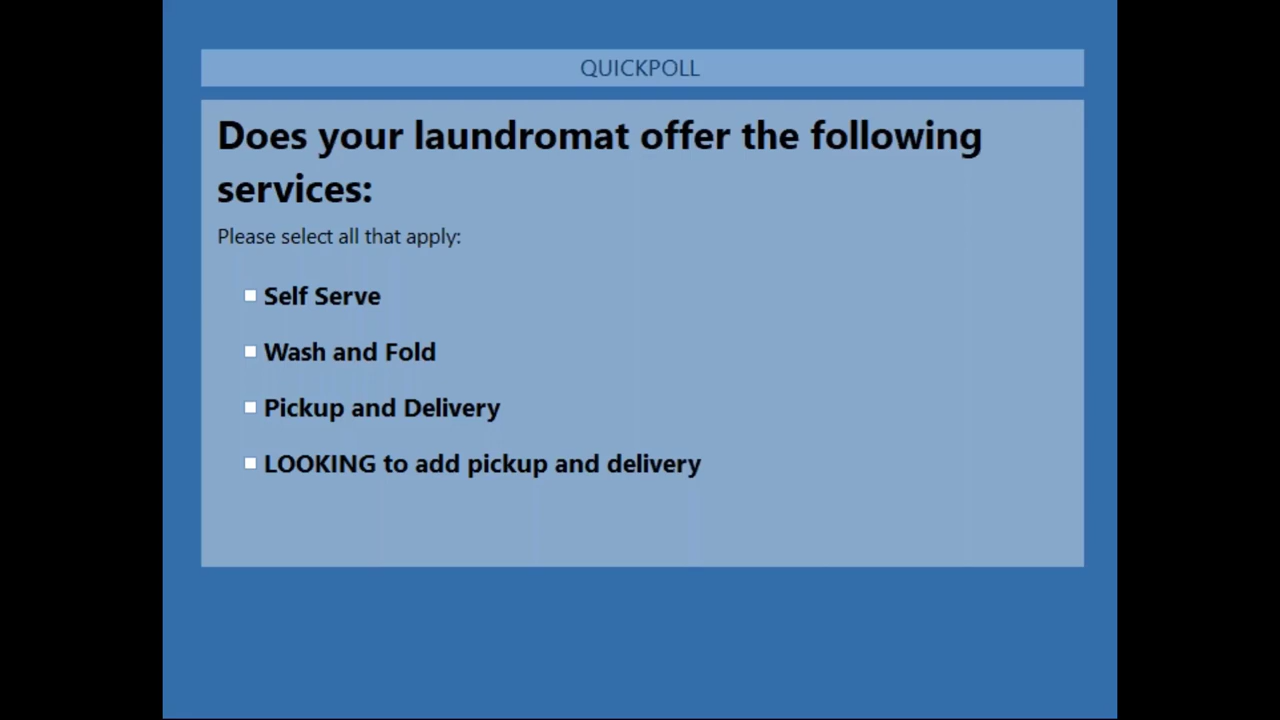 QUICKPOLL
Does your laundromat offer the following
services:
Please select all that apply:
Self Serve
Wash and Fold
Pickup and Delivery
LOOKING to add pickup and delivery